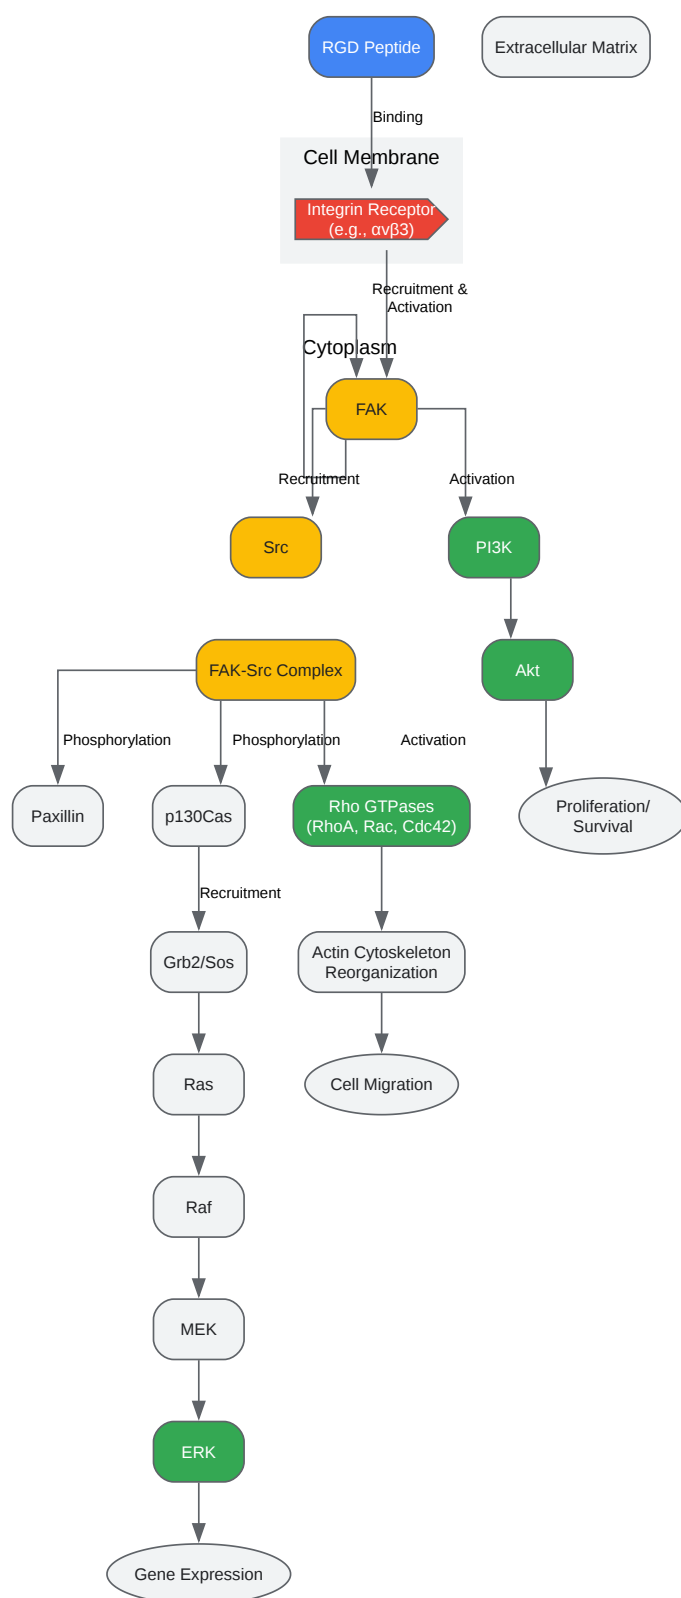 RGD Peptide
Extracellular Matrix
Binding
Cell Membrane
Integrin Receptor
(e.g., αvβ3)
Recruitment &
Activation
Cytoplasm
FAK
Recruitment
Activation
Src
PI3K
FAK-Src Complex
Akt
Phosphorylation
Phosphorylation
Activation
Paxillin
p130Cas
Rho GTPases
(RhoA, Rac, Cdc42)
Proliferation/
Survival
Recruitment
Grb2/Sos
Actin Cytoskeleton
Reorganization
Ras
Cell Migration
Raf
MEK
ERK
Gene Expression